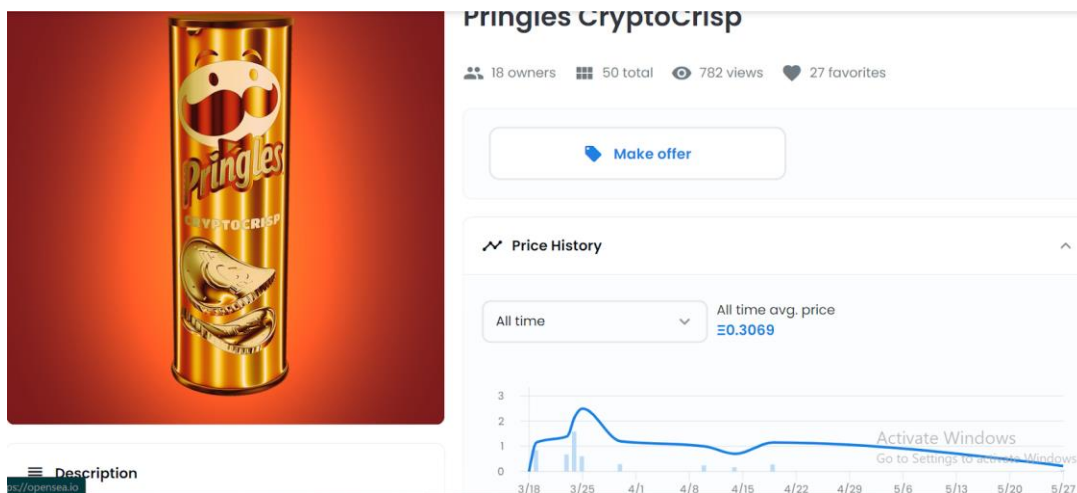 Pringles CryptoCrisp
18 owners 50 total 782 views 27 favorites
Make offer
Price History
All time
All time avg. price
Ξ0.3069
Pringles
CRYPTOCRISP
3
2
1
0
3/18 3/25 4/1 4/8 4/15 4/22 4/29 5/6 5/13 5/20 5/27
Activate Windows
Go to Settings to activate Windows
Description
ps://opensea.io